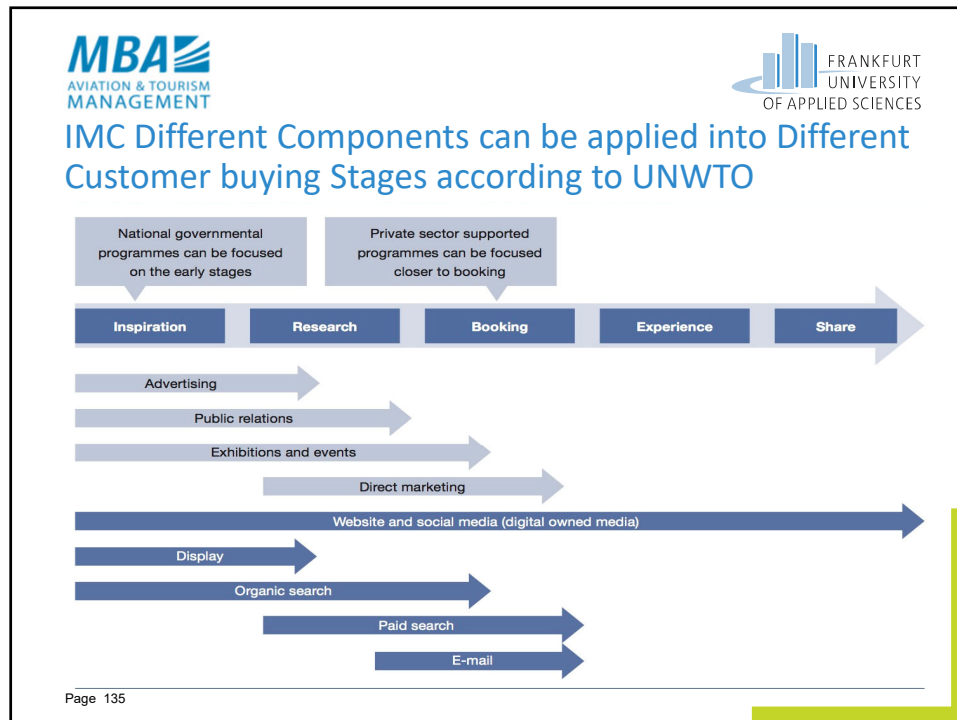 MBA
AVIATION & TOURISM
MANAGEMENT
FRANKFURT
UNIVERSITY
OF APPLIED SCIENCES
IMC Different Components can be applied into Different
Customer buying Stages according to UNWTO
National governmental
programmes can be focused
on the early stages
Private sector supported
programmes can be focused
closer to booking
Inspiration
Research
Booking
Experience
Share
Advertising
Public relations
Exhibitions and events
Direct marketing
Website and social media (digital owned media)
Display
Organic search
Paid search
E-mail
Page 135